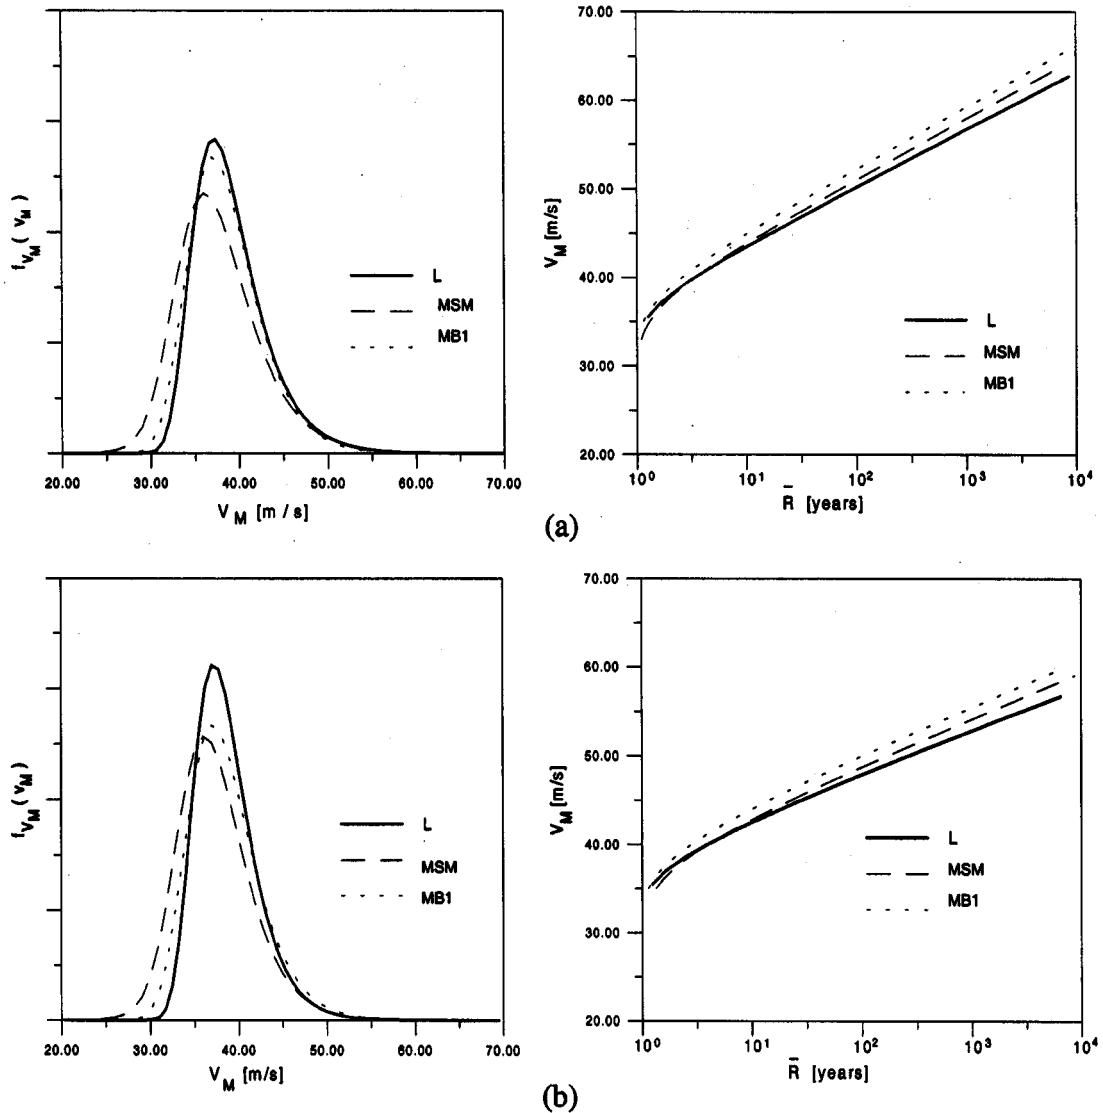 f_{V_M}(v_M)
L
MSM
MB1
20.00 30.00 40.00 50.00 60.00 70.00
V_M [m / s]
V_M [m/s]
70.00
60.00
50.00
40.00
30.00
20.00
L
MSM
MB1
10^0 10^1 10^2 10^3 10^4
R̄ [years]
(a)
f_{V_M}(v_M)
L
MSM
MB1
20.00 30.00 40.00 50.00 60.00 70.00
V_M [m/s]
V_M [m/s]
70.00
60.00
50.00
40.00
30.00
20.00
L
MSM
MB1
10^0 10^1 10^2 10^3 10^4
R̄ [years]
(b)